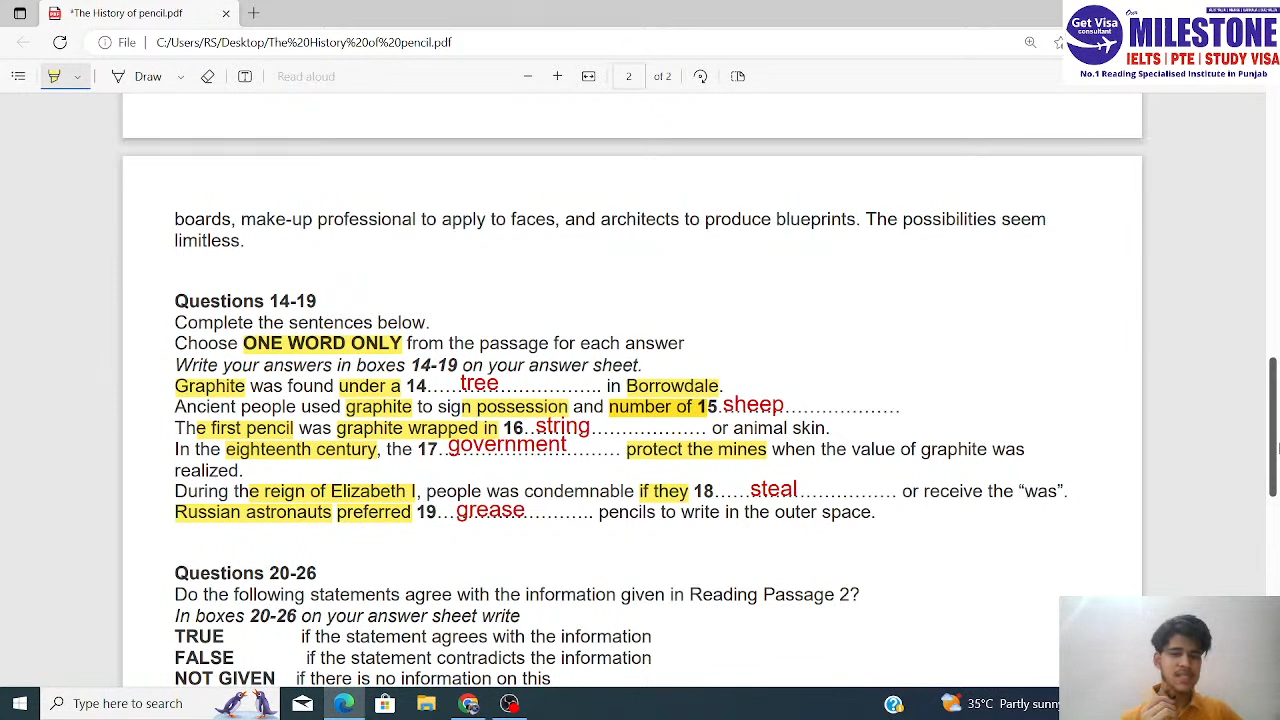 *The History of pencil.pdf
File C:/Users/RS/Desktop/The%20History%20of%20pencil.pdf
Draw Read aloud 2 of 2
Get Visa
consultant
Our
MILESTONE
IELTS | PTE | STUDY VISA
No.1 Reading Specialised Institute in Punjab
boards, make-up professional to apply to faces, and architects to produce blueprints. The possibilities seem
limitless.
Questions 14-19
Complete the sentences below.
Choose ONE WORD ONLY from the passage for each answer
Write your answers in boxes 14-19 on your answer sheet.
Graphite was found under a 14……tree……………….. in Borrowdale.
Ancient people used graphite to sign possession and number of 15 sheep…………………
The first pencil was graphite wrapped in 16…string………………… or animal skin.
In the eighteenth century, the 17…government………… protect the mines when the value of graphite was
realized.
During the reign of Elizabeth I, people was condemnable if they 18……steal……………… or receive the “was”.
Russian astronauts preferred 19…grease………….. pencils to write in the outer space.
Questions 20-26
Do the following statements agree with the information given in Reading Passage 2?
In boxes 20-26 on your answer sheet write
TRUE if the statement agrees with the information
FALSE if the statement contradicts the information
NOT GIVEN if there is no information on this
Type here to search
35°C Partly sunny